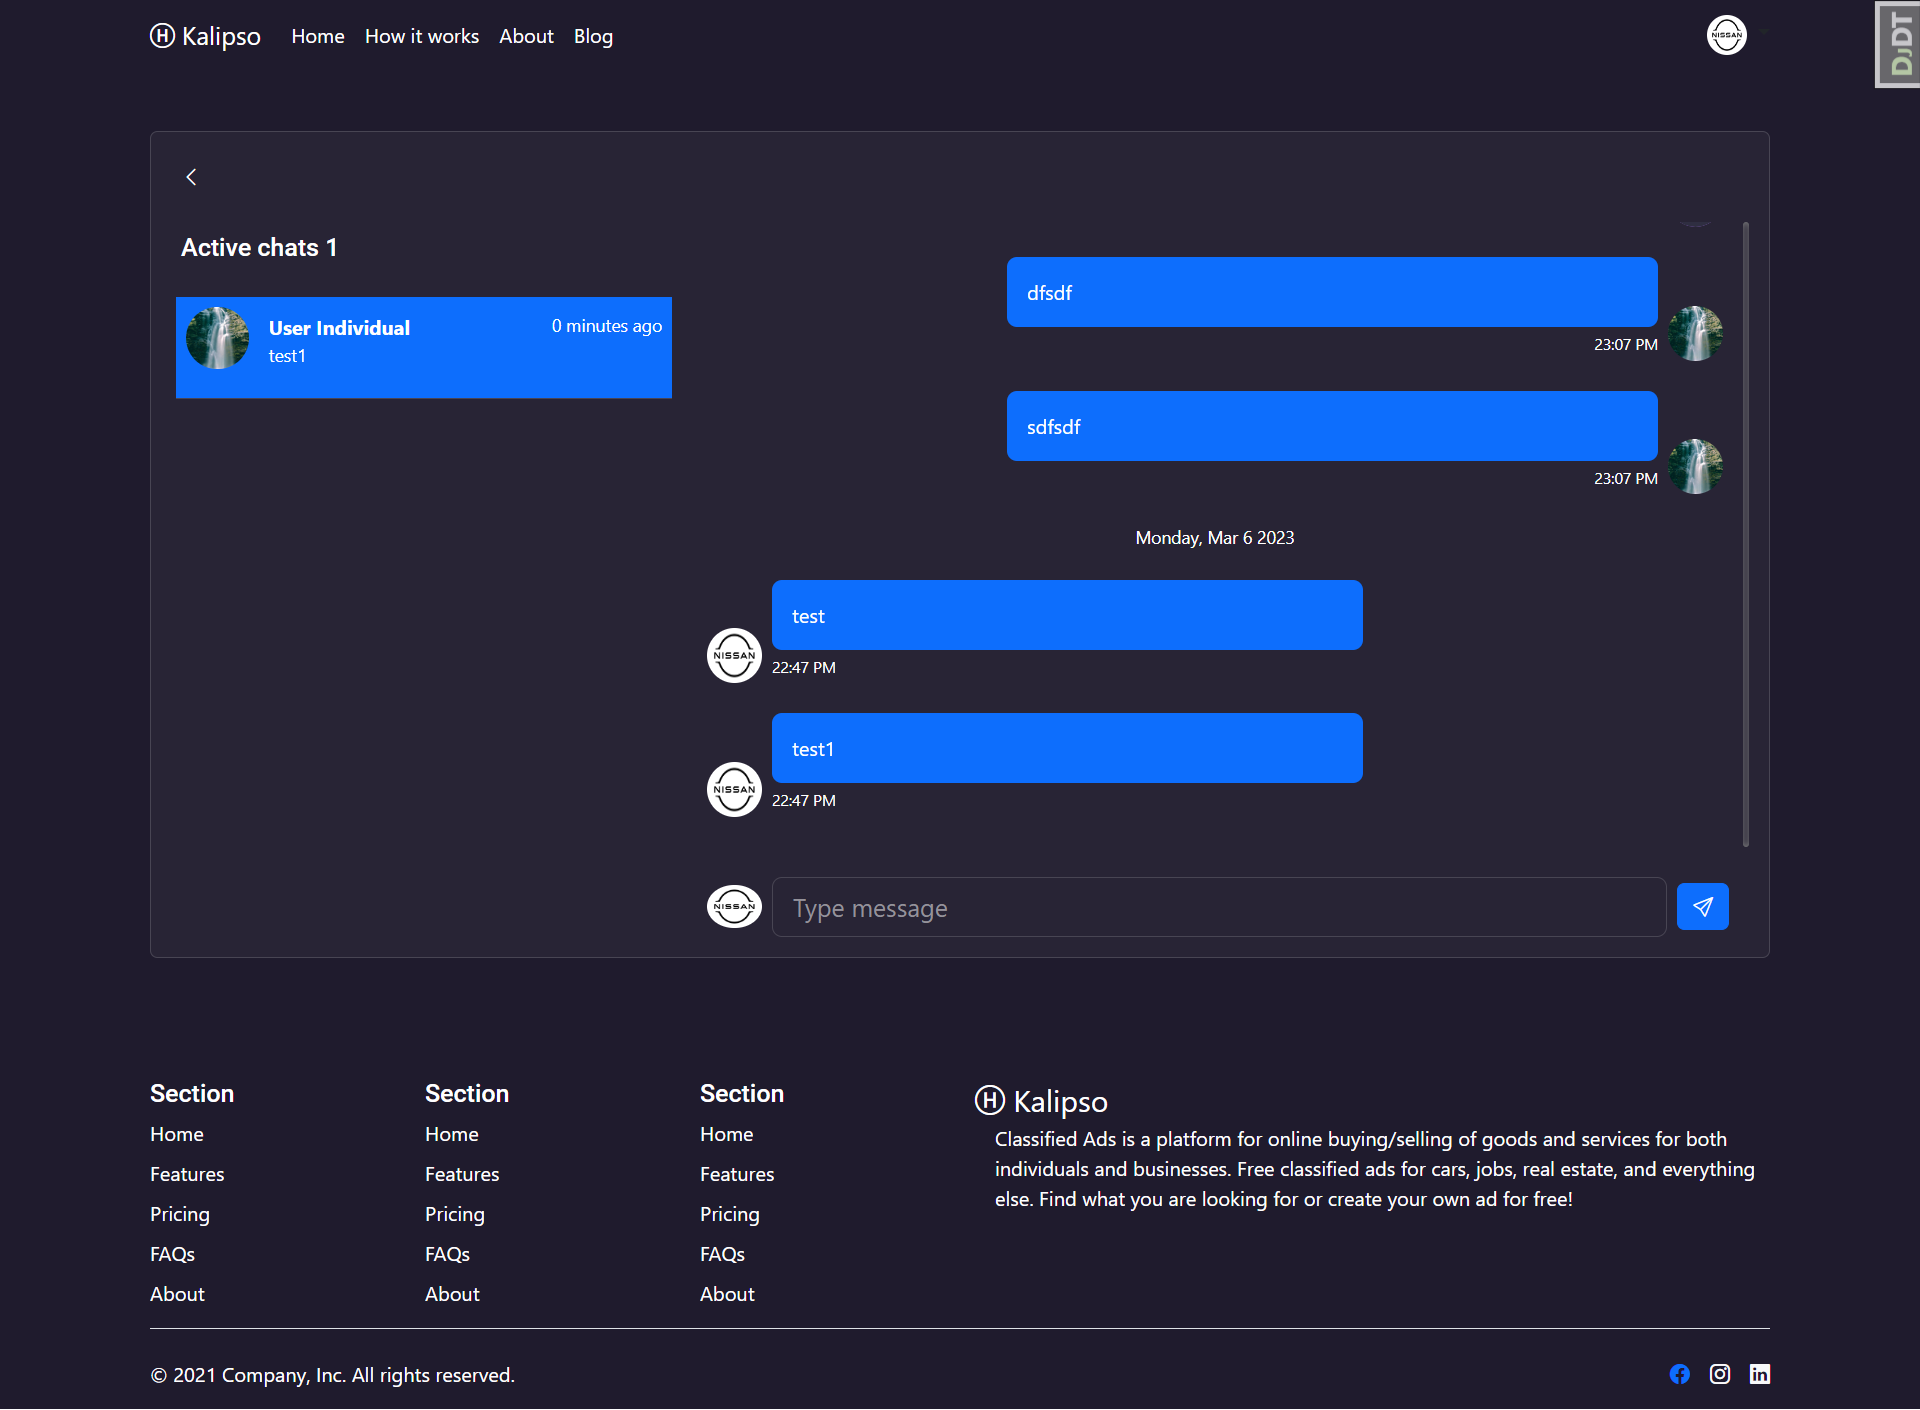 H Kalipso Home How it works About Blog
NISSAN
DJDT
Active chats 1
User Individual 0 minutes ago
test1
dfsdf
23:07 PM
sdfsdf
23:07 PM
Monday, Mar 6 2023
test
NISSAN
22:47 PM
test1
NISSAN
22:47 PM
NISSAN
Type message
Section
Home
Features
Pricing
FAQs
About
Section
Home
Features
Pricing
FAQs
About
Section
Home
Features
Pricing
FAQs
About
H Kalipso
Classified Ads is a platform for online buying/selling of goods and services for both
individuals and businesses. Free classified ads for cars, jobs, real estate, and everything
else. Find what you are looking for or create your own ad for free!
© 2021 Company, Inc. All rights reserved.